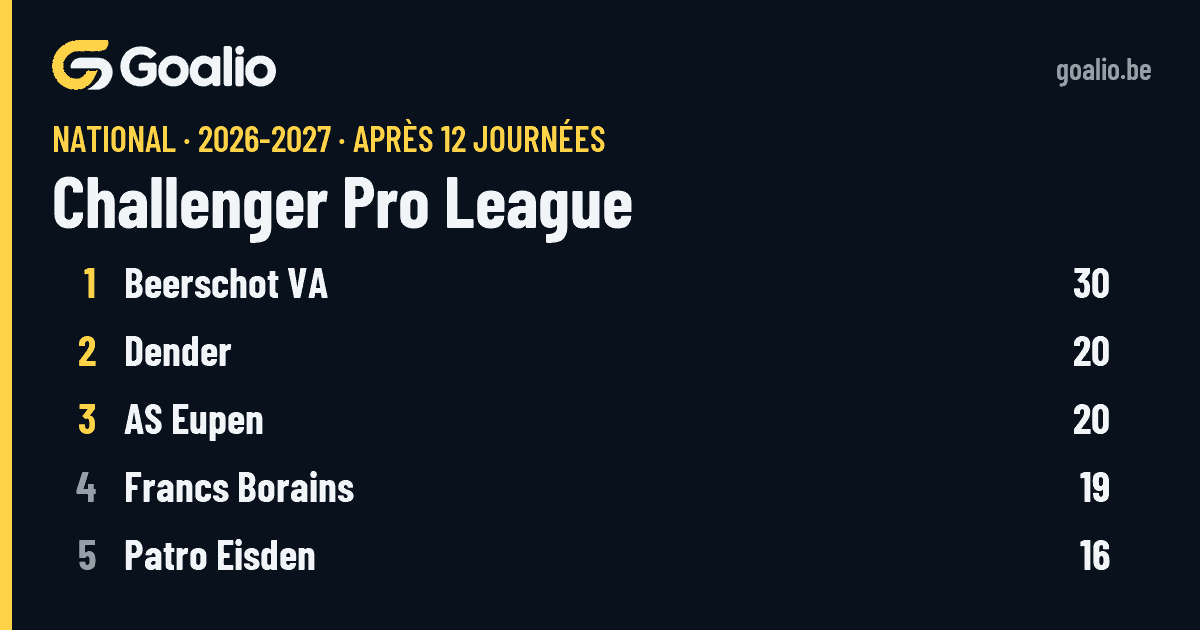 Goalio
goalio.be
NATIONAL · 2026-2027 · APRÈS 12 JOURNÉES
Challenger Pro League
1 Beerschot VA 30
2 Dender 20
3 AS Eupen 20
4 Francs Borains 19
5 Patro Eisden 16